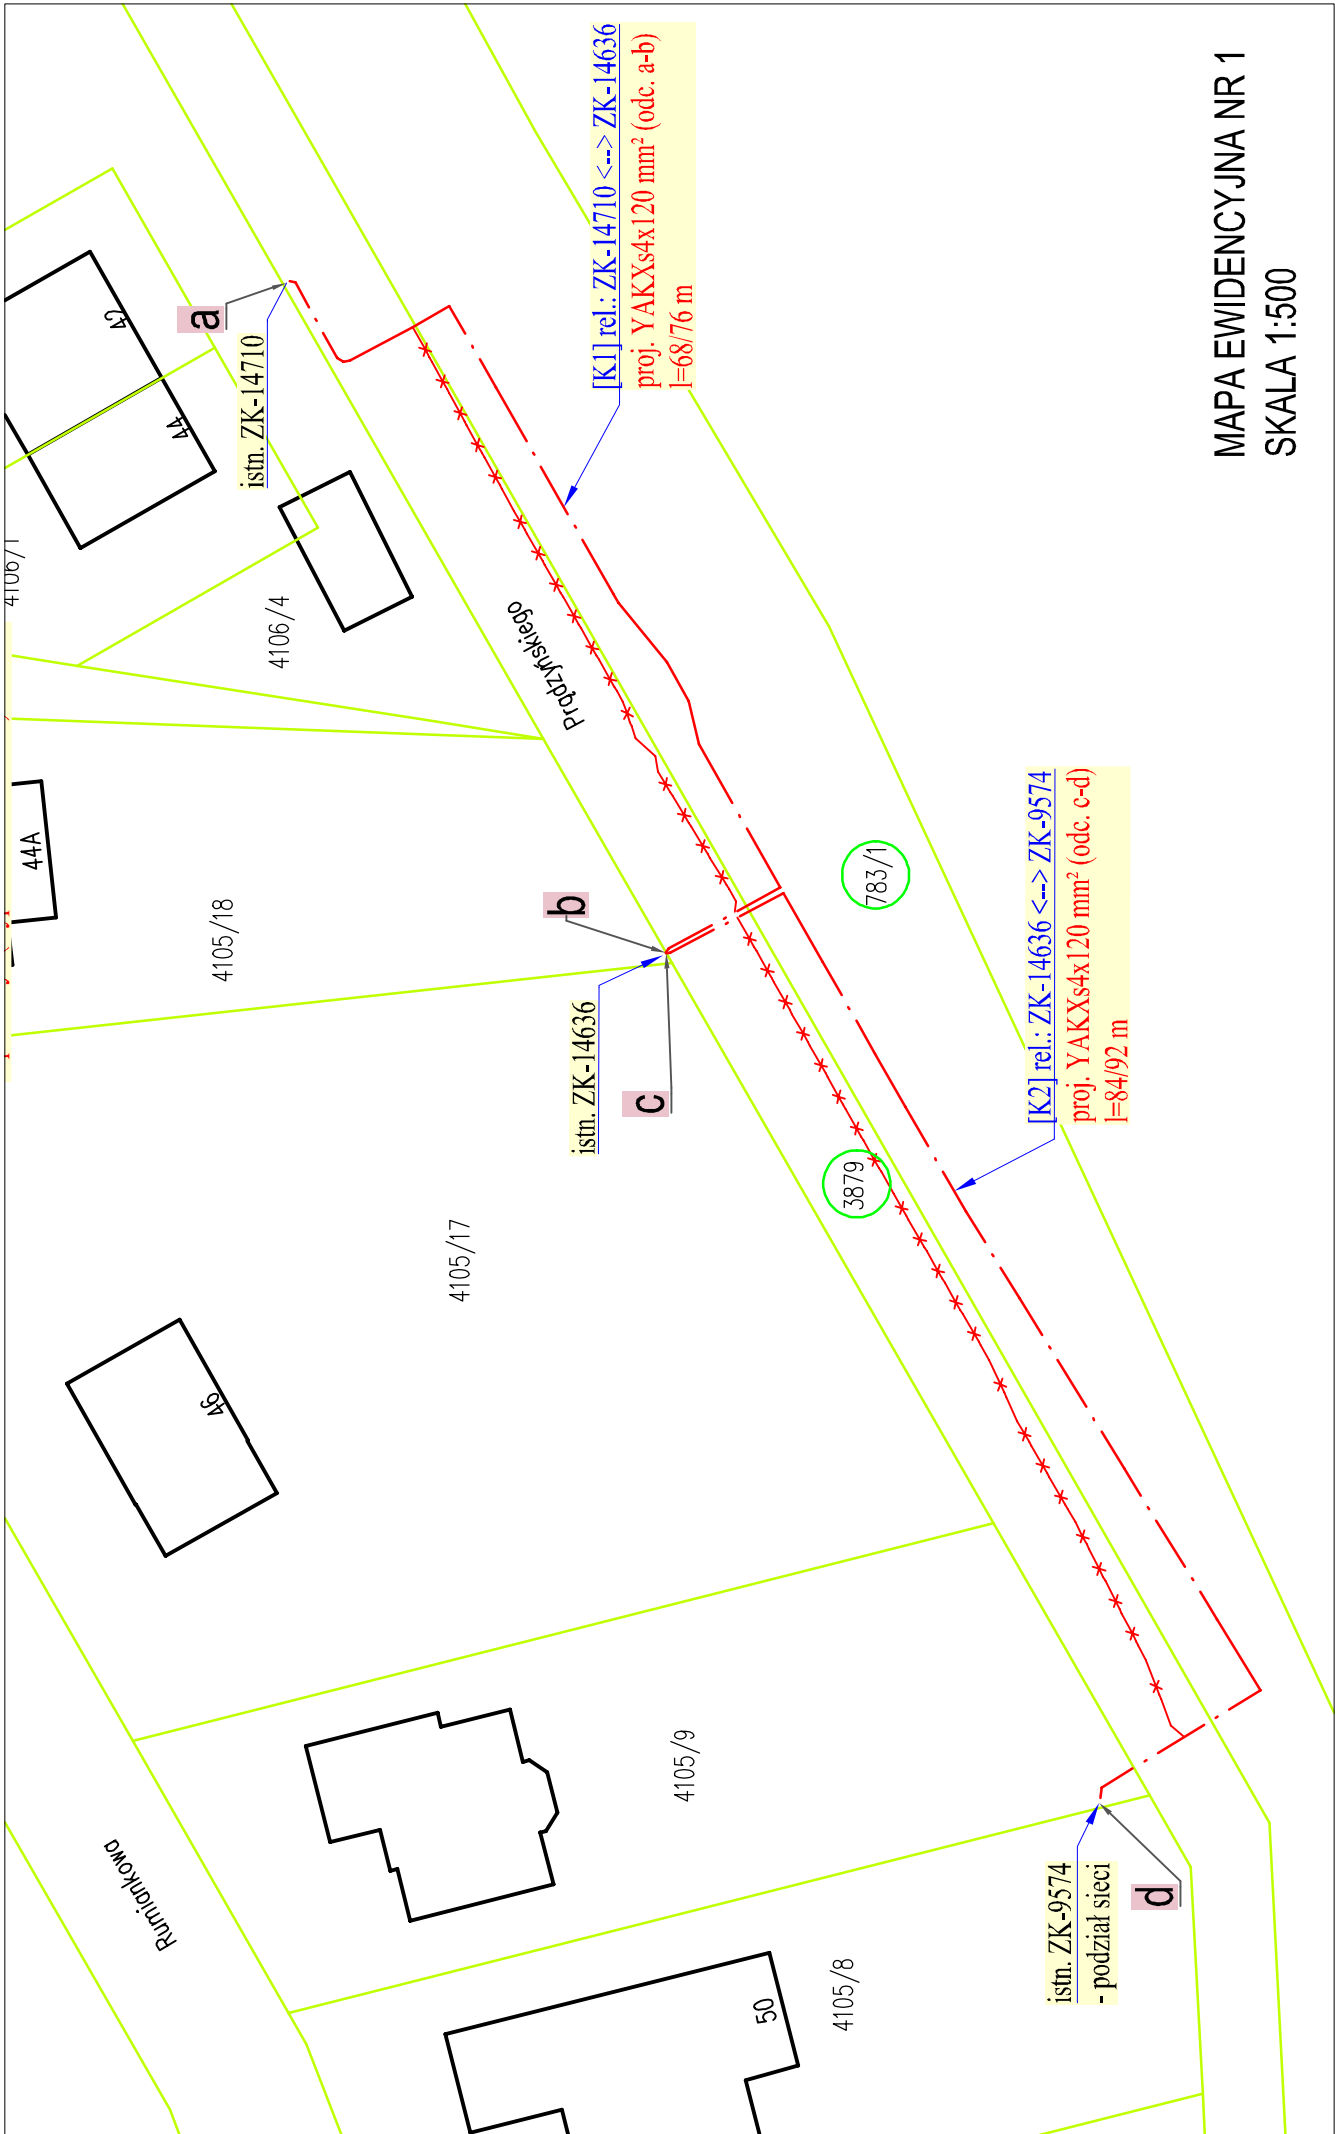 MAPA EWIDENCYJNA NR 1
SKALA 1:500
[K1] rel.: ZK-14710 <--> ZK-14636
proj. YAKXs4x120 mm² (odc. a-b)
l=68/76 m
[K2] rel.: ZK-14636 <--> ZK-9574
proj. YAKXs4x120 mm² (odc. c-d)
l=84/92 m
a
istn. ZK-14710
b
istn. ZK-14636
c
istn. ZK-9574
- podział sieci
d
42
44
4106/1
4106/4
Prądzyńskiego
44A
4105/18
783/1
3879
4105/17
46
4105/9
Rumiankowa
50
4105/8